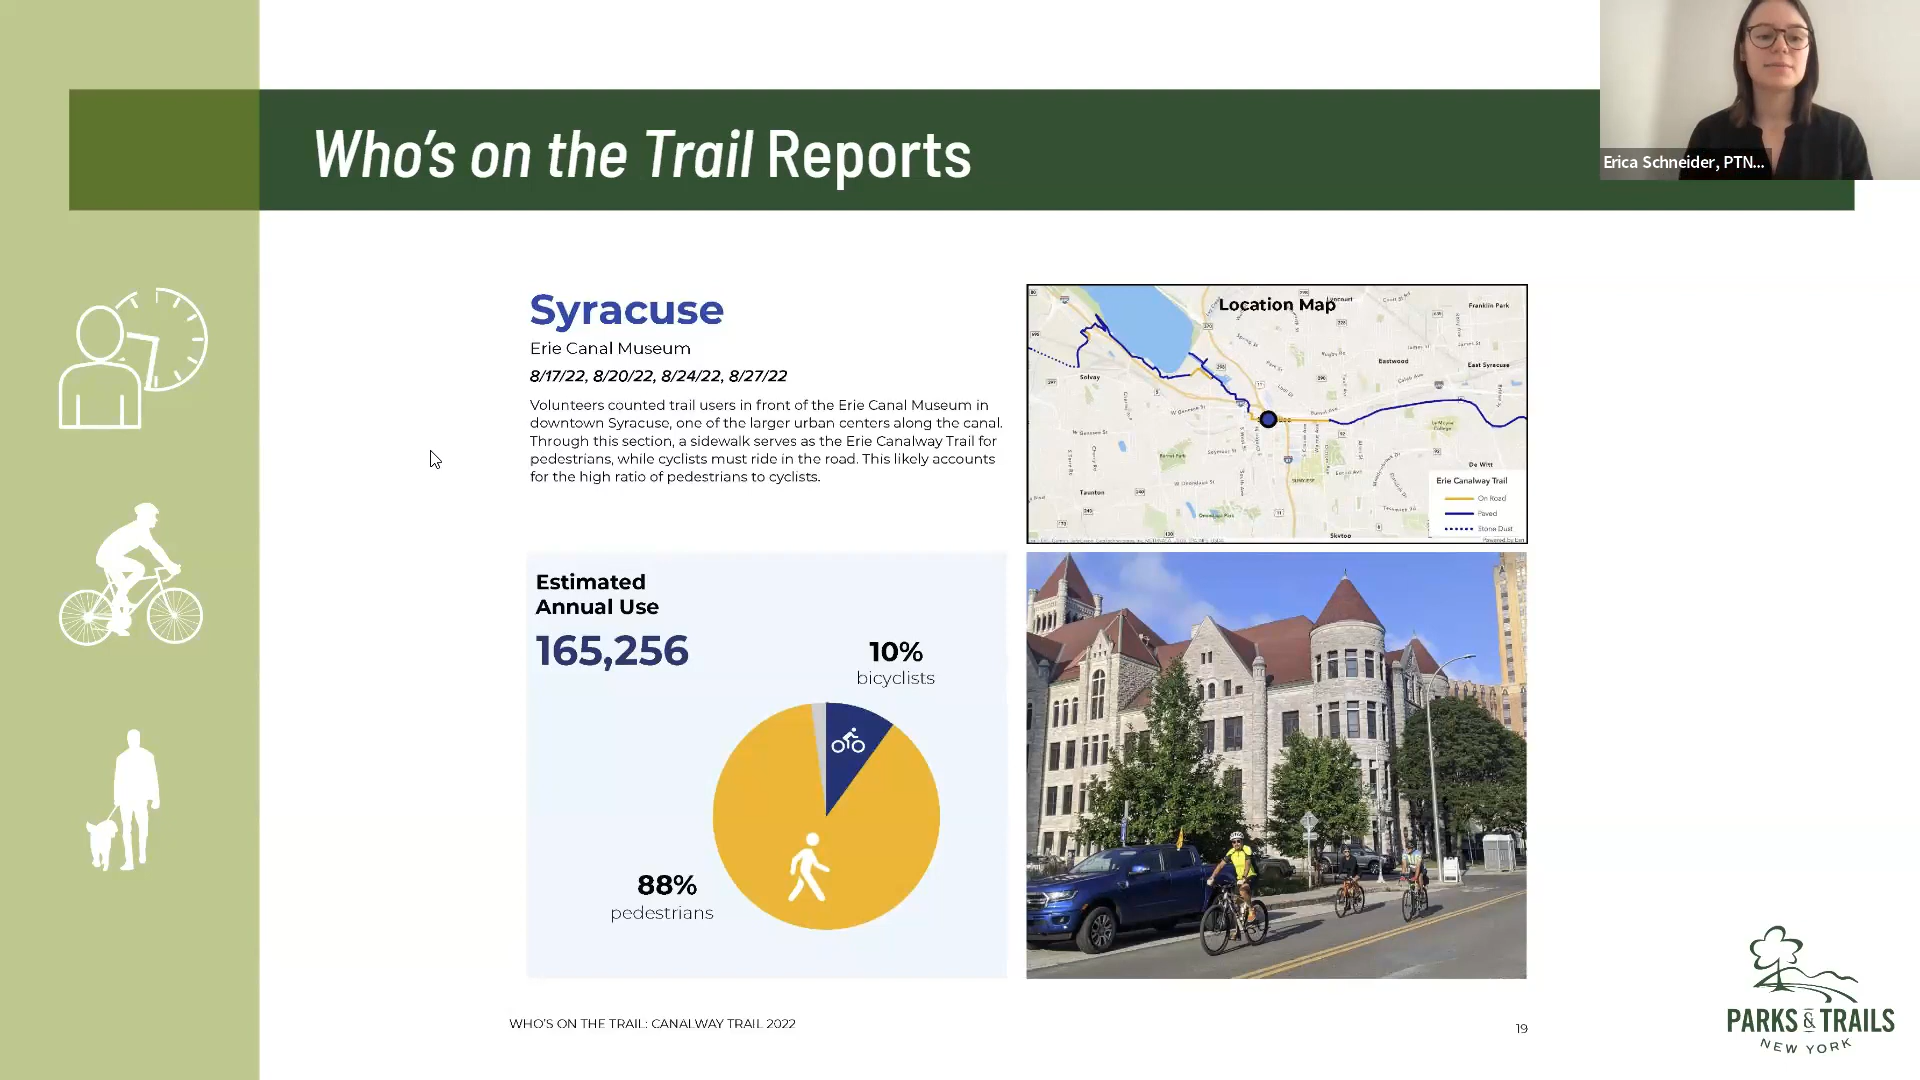 Who's on the Trail Reports
Erica Schneider, PTN...
Syracuse
Erie Canal Museum
8/17/22, 8/20/22, 8/24/22, 8/27/22
Volunteers counted trail users in front of the Erie Canal Museum in
downtown Syracuse, one of the larger urban centers along the canal.
Through this section, a sidewalk serves as the Erie Canalway Trail for
pedestrians, while cyclists must ride in the road. This likely accounts
for the high ratio of pedestrians to cyclists.
Location Map
Lyncourt
Franklin Park
Eastwood
East Syracuse
Solvay
De Witt
Taunton
Erie Canalway Trail
On Road
Paved
Stone Dust
Powered by Esri
Estimated
Annual Use
165,256
10%
bicyclists
88%
pedestrians
WHO'S ON THE TRAIL: CANALWAY TRAIL 2022
19
PARKS & TRAILS
NEW YORK